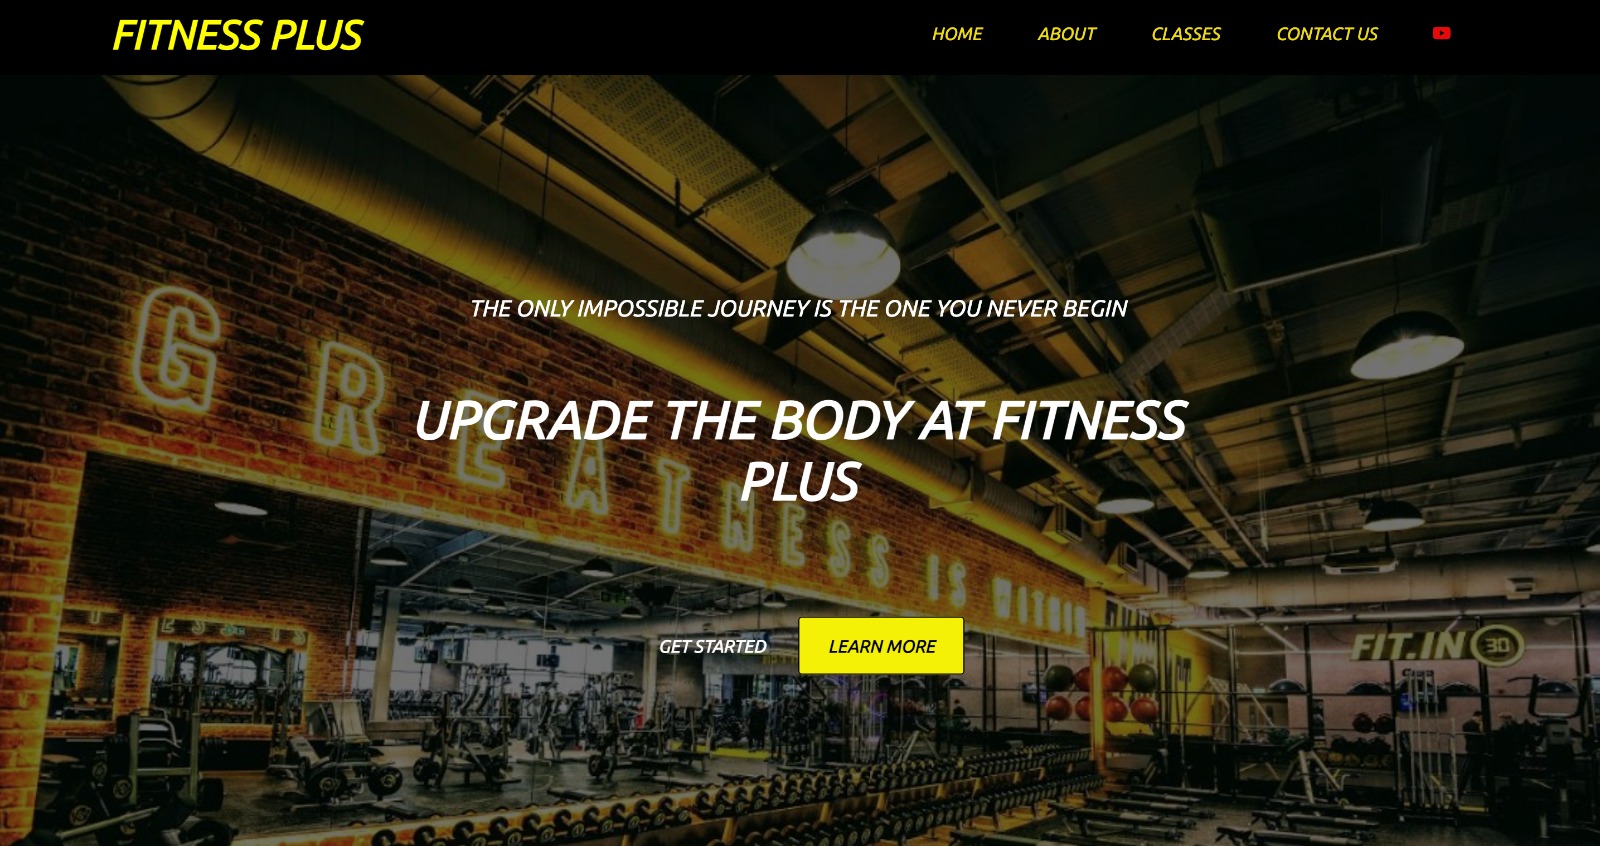 FITNESS PLUS
HOME ABOUT CLASSES CONTACT US
THE ONLY IMPOSSIBLE JOURNEY IS THE ONE YOU NEVER BEGIN
GREATNESS IS WITHIN
UPGRADE THE BODY AT FITNESS
PLUS
FIT.IN 30
GET STARTED LEARN MORE